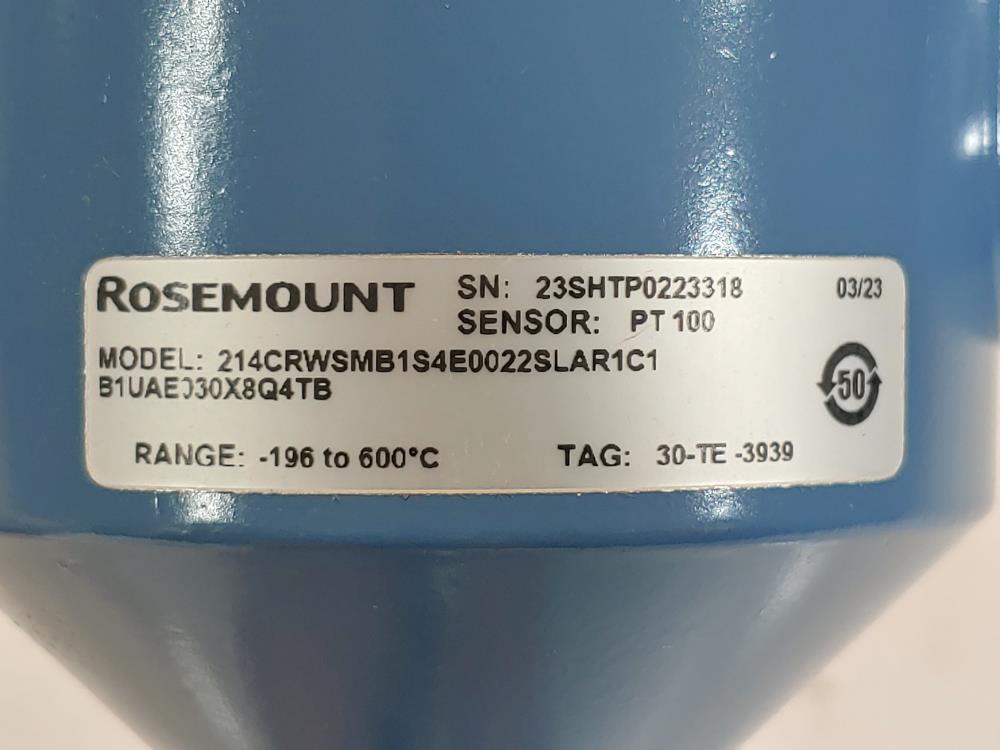 ROSEMOUNT
SN: 23SHTP0223318
03/23
SENSOR: PT 100
MODEL: 214CRWSMB1S4E0022SLAR1C1
B1UAE030X8Q4TB
50
RANGE: -196 to 600°C
TAG: 30-TE -3939